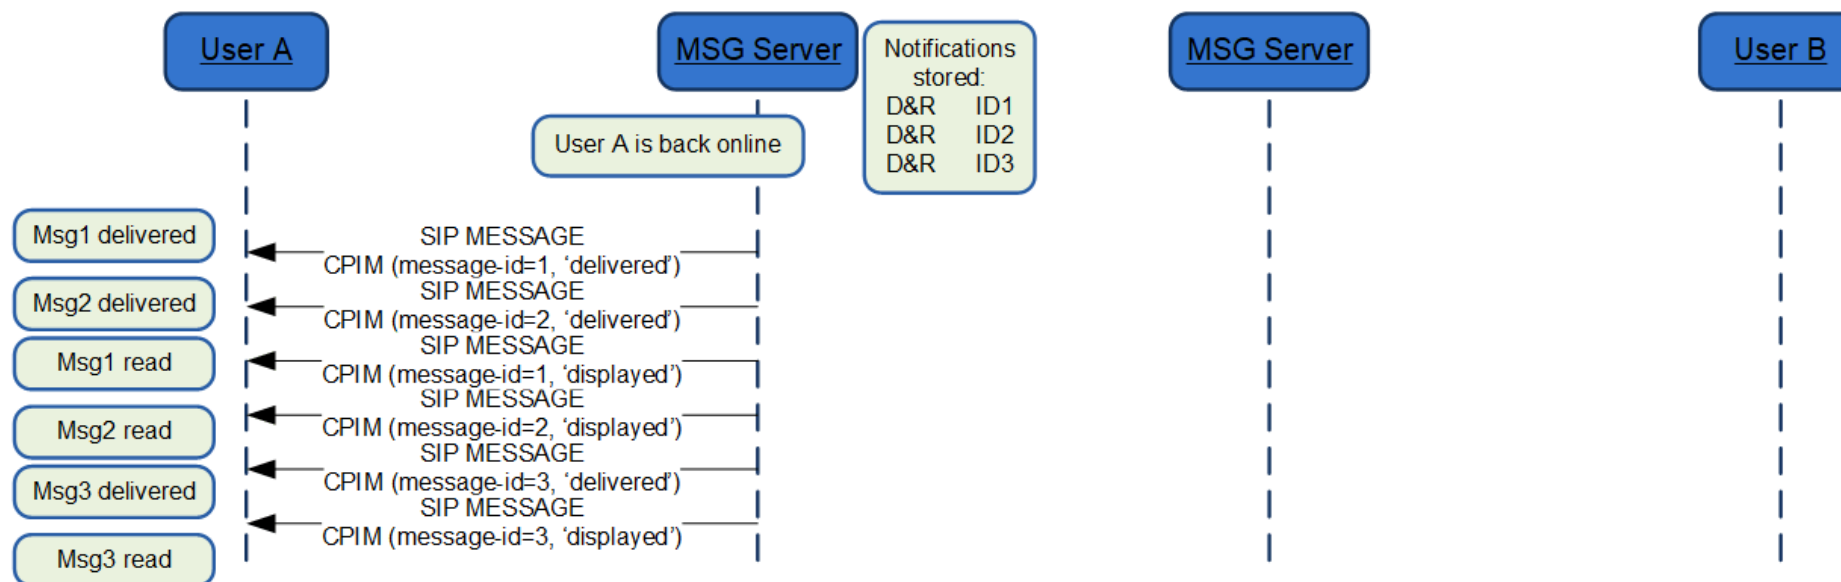 User A
MSG Server
Notifications
stored:
D&R ID1
D&R ID2
D&R ID3
MSG Server
User B
User A is back online
Msg1 delivered
SIP MESSAGE
CPIM (message-id=1, ‘delivered’)
Msg2 delivered
SIP MESSAGE
CPIM (message-id=2, ‘delivered’)
Msg1 read
SIP MESSAGE
CPIM (message-id=1, ‘displayed’)
Msg2 read
SIP MESSAGE
CPIM (message-id=2, ‘displayed’)
Msg3 delivered
SIP MESSAGE
CPIM (message-id=3, ‘delivered’)
Msg3 read
SIP MESSAGE
CPIM (message-id=3, ‘displayed’)